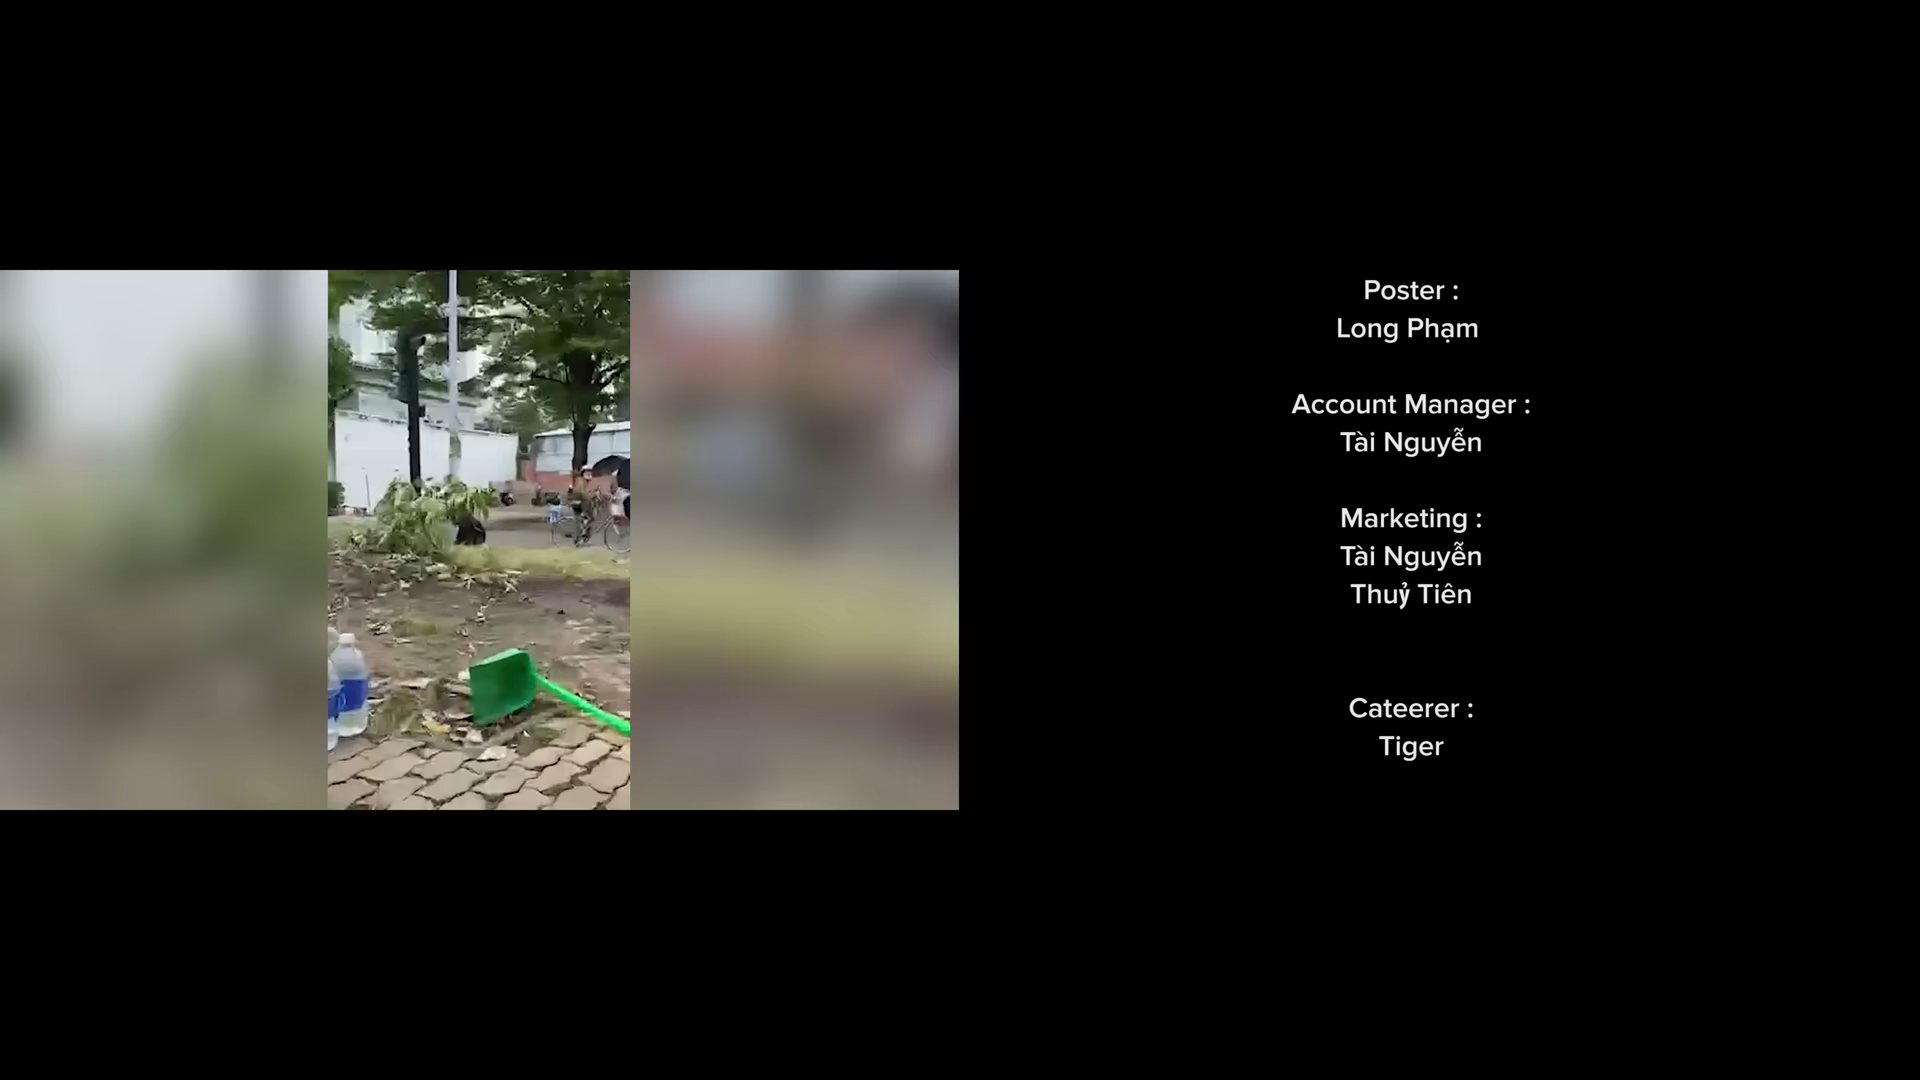 Poster :
Long Phạm
Account Manager :
Tài Nguyễn
Marketing :
Tài Nguyễn
Thuỷ Tiên
Cateerer :
Tiger